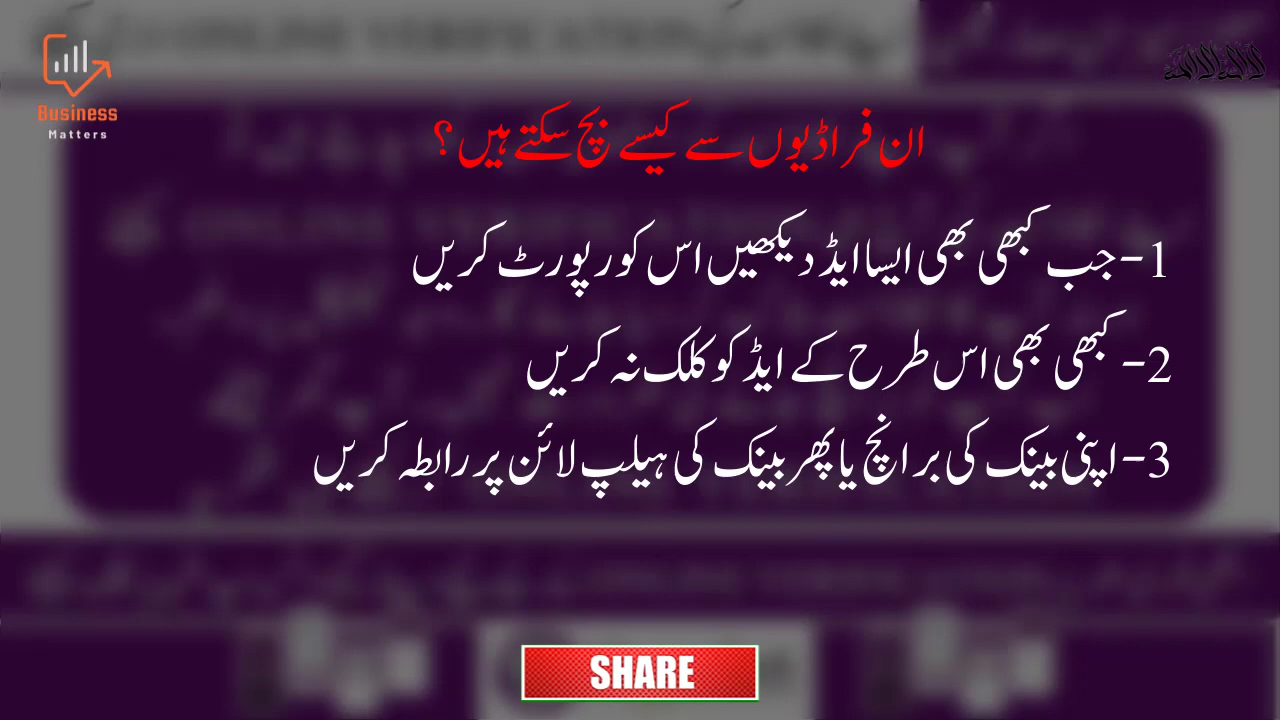 Business
Matters
ان فراڈیوں سے کیسے بچ سکتے ہیں؟
1-جب کبھی بھی ایسا ایڈ دیکھیں اس کو رپورٹ کریں
2-کبھی بھی اس طرح کے ایڈ کو کلک نہ کریں
3-اپنی بینک کی برانچ یا پھر بینک کی ہیلپ لائن پر رابطہ کریں
SHARE